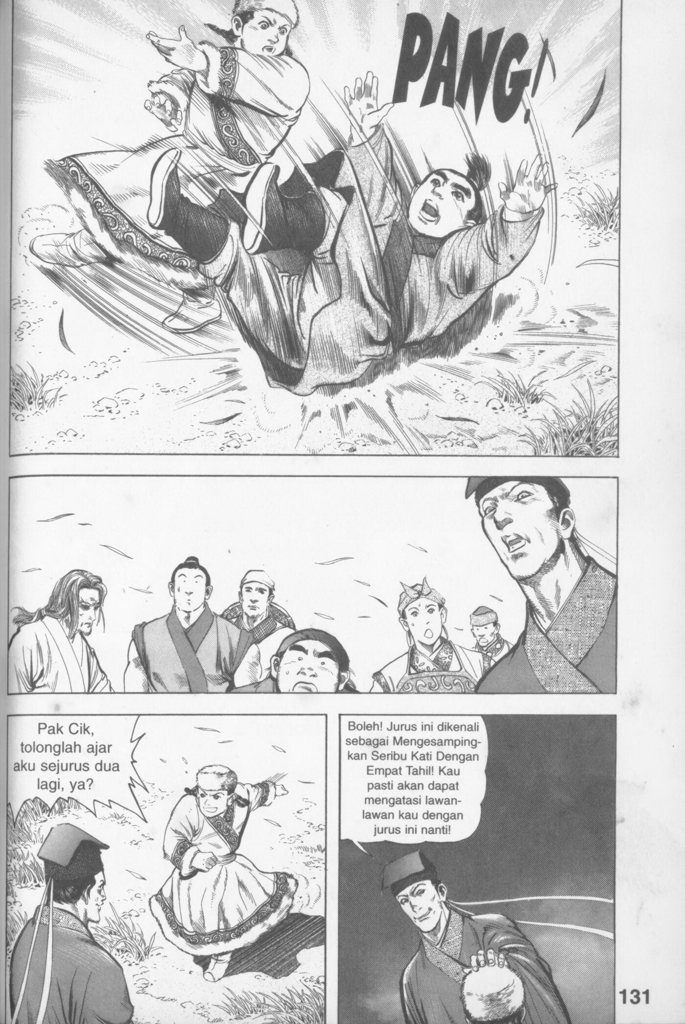 PANG!
Pak Cik,
tolonglah ajar
aku sejurus dua
lagi, ya?
Boleh! Jurus ini dikenali
sebagai Mengesamping-
kan Seribu Kati Dengan
Empat Tahil! Kau
pasti akan dapat
mengatasi lawan-
lawan kau dengan
jurus ini nanti!
131